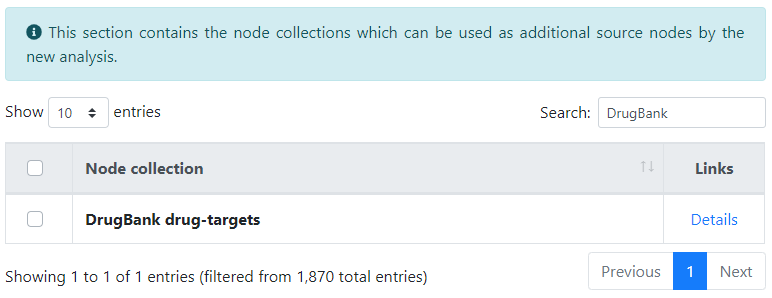 This section contains the node collections which can be used as additional source nodes by the
new analysis.
Show 10 entries Search: DrugBank
Node collection Links
DrugBank drug-targets Details
Showing 1 to 1 of 1 entries (filtered from 1,870 total entries) Previous 1 Next